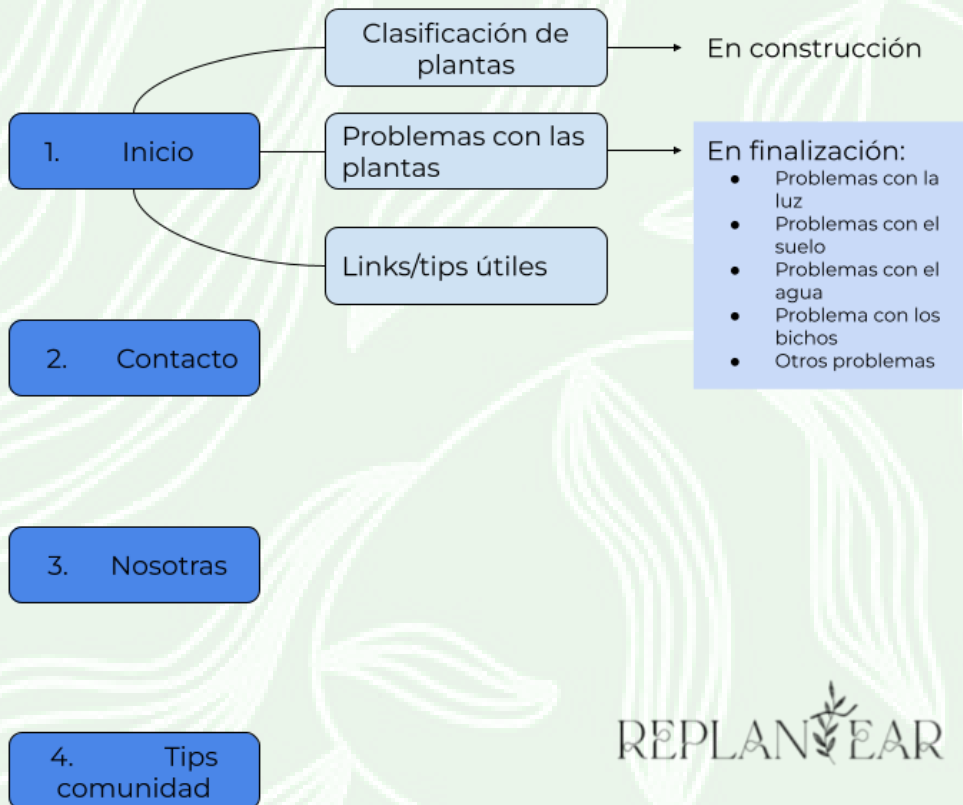 Clasificación de
plantas
En construcción
1. Inicio
Problemas con las
plantas
En finalización:
● Problemas con la
luz
● Problemas con el
suelo
● Problemas con el
agua
● Problema con los
bichos
● Otros problemas
Links/tips útiles
2. Contacto
3. Nosotras
4. Tips
comunidad
REPLANTEAR